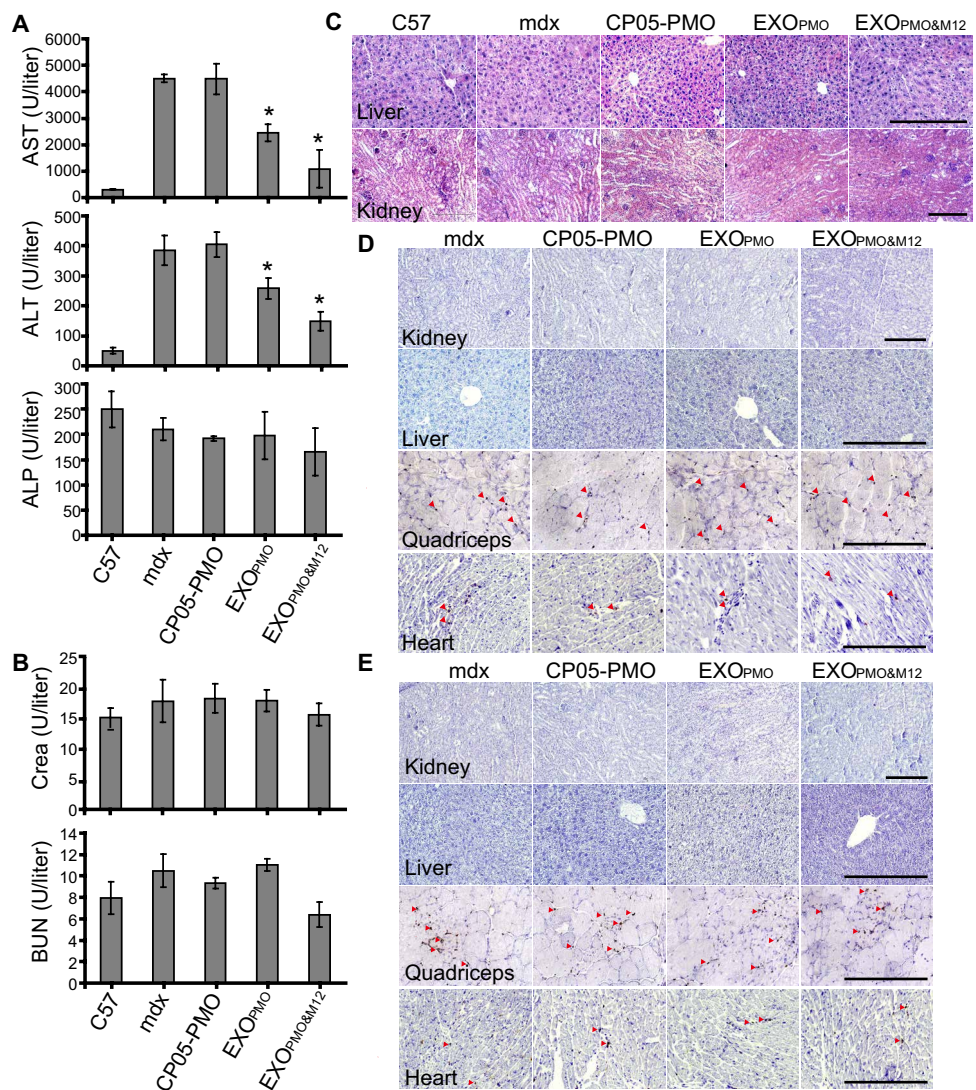 A
AST (U/liter)
6000
5000
4000
3000
2000
1000
0
*
*
ALT (U/liter)
500
400
300
200
100
0
*
*
ALP (U/liter)
300
250
200
150
100
50
0
C57
mdx
CP05-PMO
EXOPMO
EXOPMO&M12
B
Crea (U/liter)
25
20
15
10
5
0
BUN (U/liter)
14
12
10
8
6
4
2
0
C57
mdx
CP05-PMO
EXOPMO
EXOPMO&M12
C
C57 mdx CP05-PMO EXOPMO EXOPMO&M12
Liver
Kidney
D
mdx CP05-PMO EXOPMO EXOPMO&M12
Kidney
Liver
Quadriceps
Heart
E
mdx CP05-PMO EXOPMO EXOPMO&M12
Kidney
Liver
Quadriceps
Heart